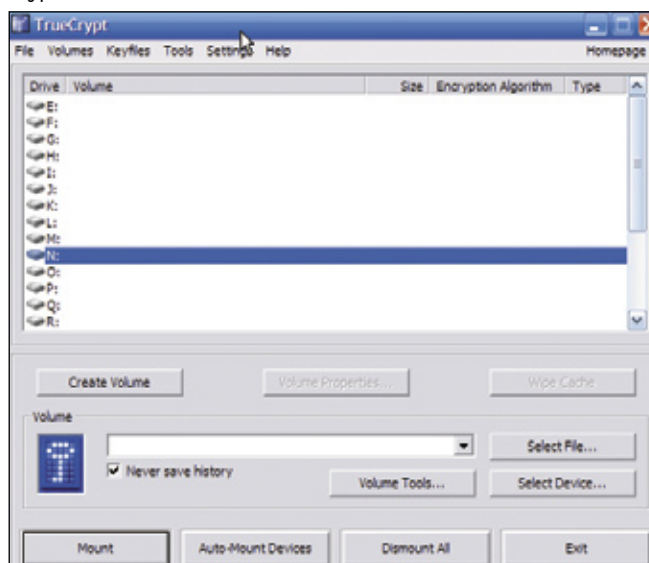 TrueCrypt
File Volumes Keyfiles Tools Settings Help Homepage
Drive Volume Size Encryption Algorithm Type
E:
F:
G:
H:
I:
J:
K:
L:
M:
N:
O:
P:
Q:
R:
Create Volume Volume Properties... Wipe Cache
Volume
Select File...
Never save history
Volume Tools... Select Device...
Mount Auto-Mount Devices Dismount All Exit